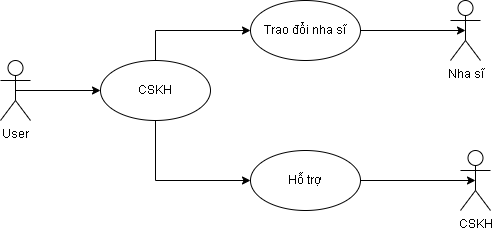 Trao đổi nha sĩ
Nha sĩ
CSKH
User
Hỗ trợ
CSKH